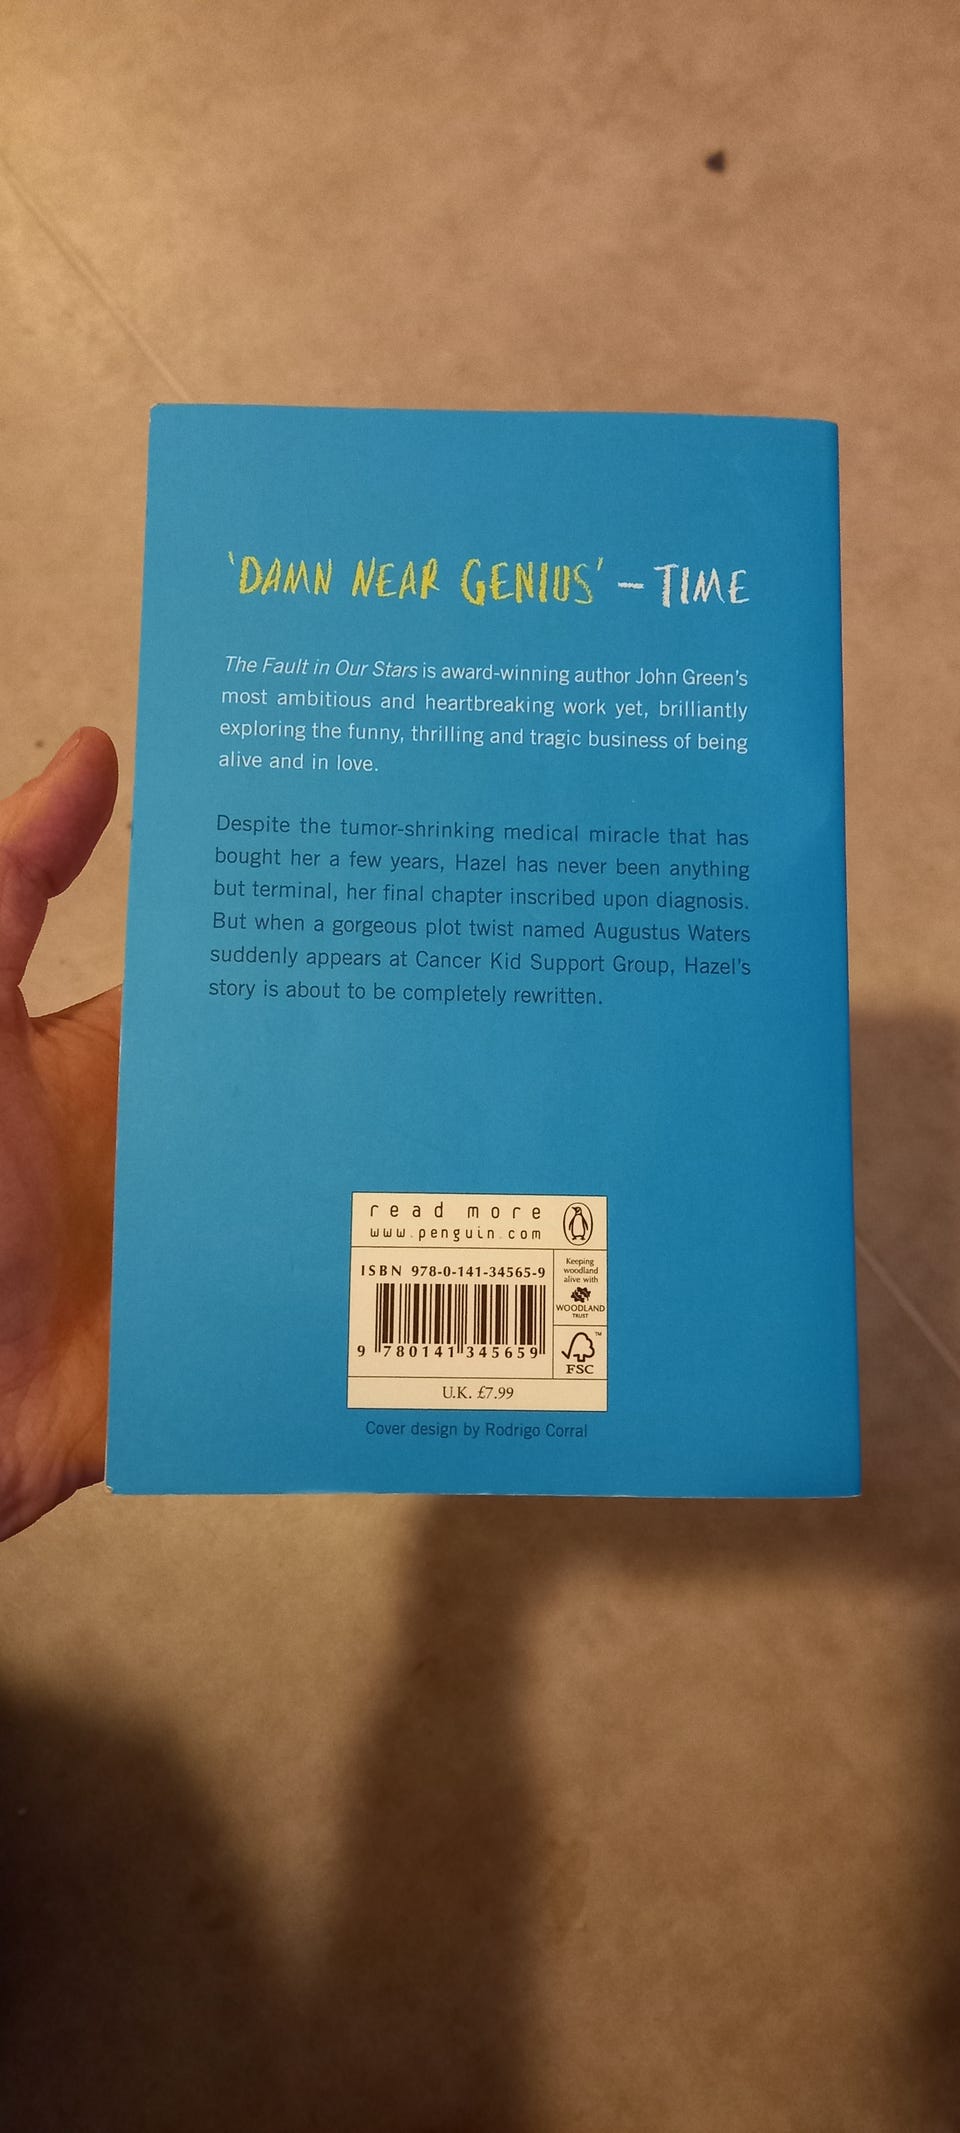 'DAMN NEAR GENIUS' – TIME
The Fault in Our Stars is award-winning author John Green's
most ambitious and heartbreaking work yet, brilliantly
exploring the funny, thrilling and tragic business of being
alive and in love.
Despite the tumor-shrinking medical miracle that has
bought her a few years, Hazel has never been anything
but terminal, her final chapter inscribed upon diagnosis.
But when a gorgeous plot twist named Augustus Waters
suddenly appears at Cancer Kid Support Group, Hazel's
story is about to be completely rewritten.
read more
www.penguin.com
ISBN 978-0-141-34565-9
9 780141 345659
Keeping
woodland
alive with
WOODLAND
TRUST
™
FSC
U.K. £7.99
Cover design by Rodrigo Corral